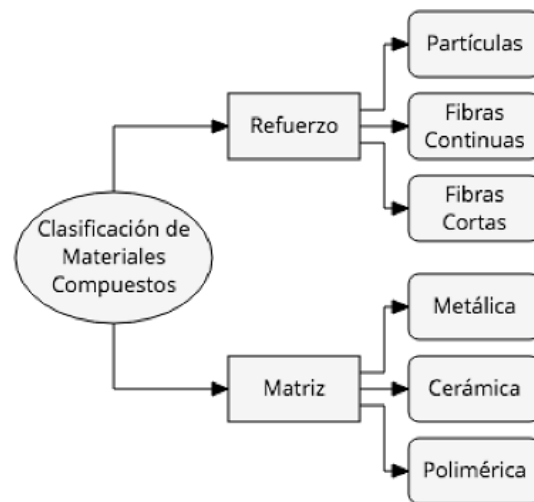 Clasificación de
Materiales
Compuestos
Refuerzo
Partículas
Fibras
Continuas
Fibras
Cortas
Matriz
Metálica
Cerámica
Polimérica